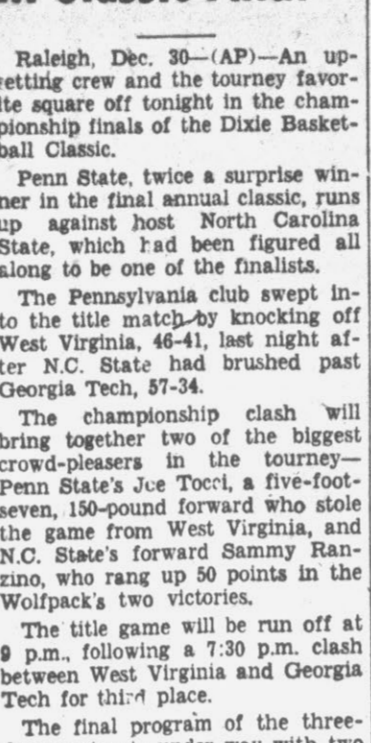 Raleigh, Dec. 30—(AP)—An up-
setting crew and the tourney favor-
ite square off tonight in the cham-
pionship finals of the Dixie Basket-
ball Classic.
Penn State, twice a surprise win-
ner in the final annual classic, runs
up against host North Carolina
State, which had been figured all
along to be one of the finalists.
The Pennsylvania club swept in-
to the title match by knocking off
West Virginia, 46-41, last night af-
ter N.C. State had brushed past
Georgia Tech, 57-34.
The championship clash will
bring together two of the biggest
crowd-pleasers in the tourney—
Penn State's Joe Tocci, a five-foot-
seven, 150-pound forward who stole
the game from West Virginia, and
N.C. State's forward Sammy Ran-
zino, who rang up 50 points in the
Wolfpack's two victories.
The title game will be run off at
9 p.m., following a 7:30 p.m. clash
between West Virginia and Georgia
Tech for third place.
The final program of the three-